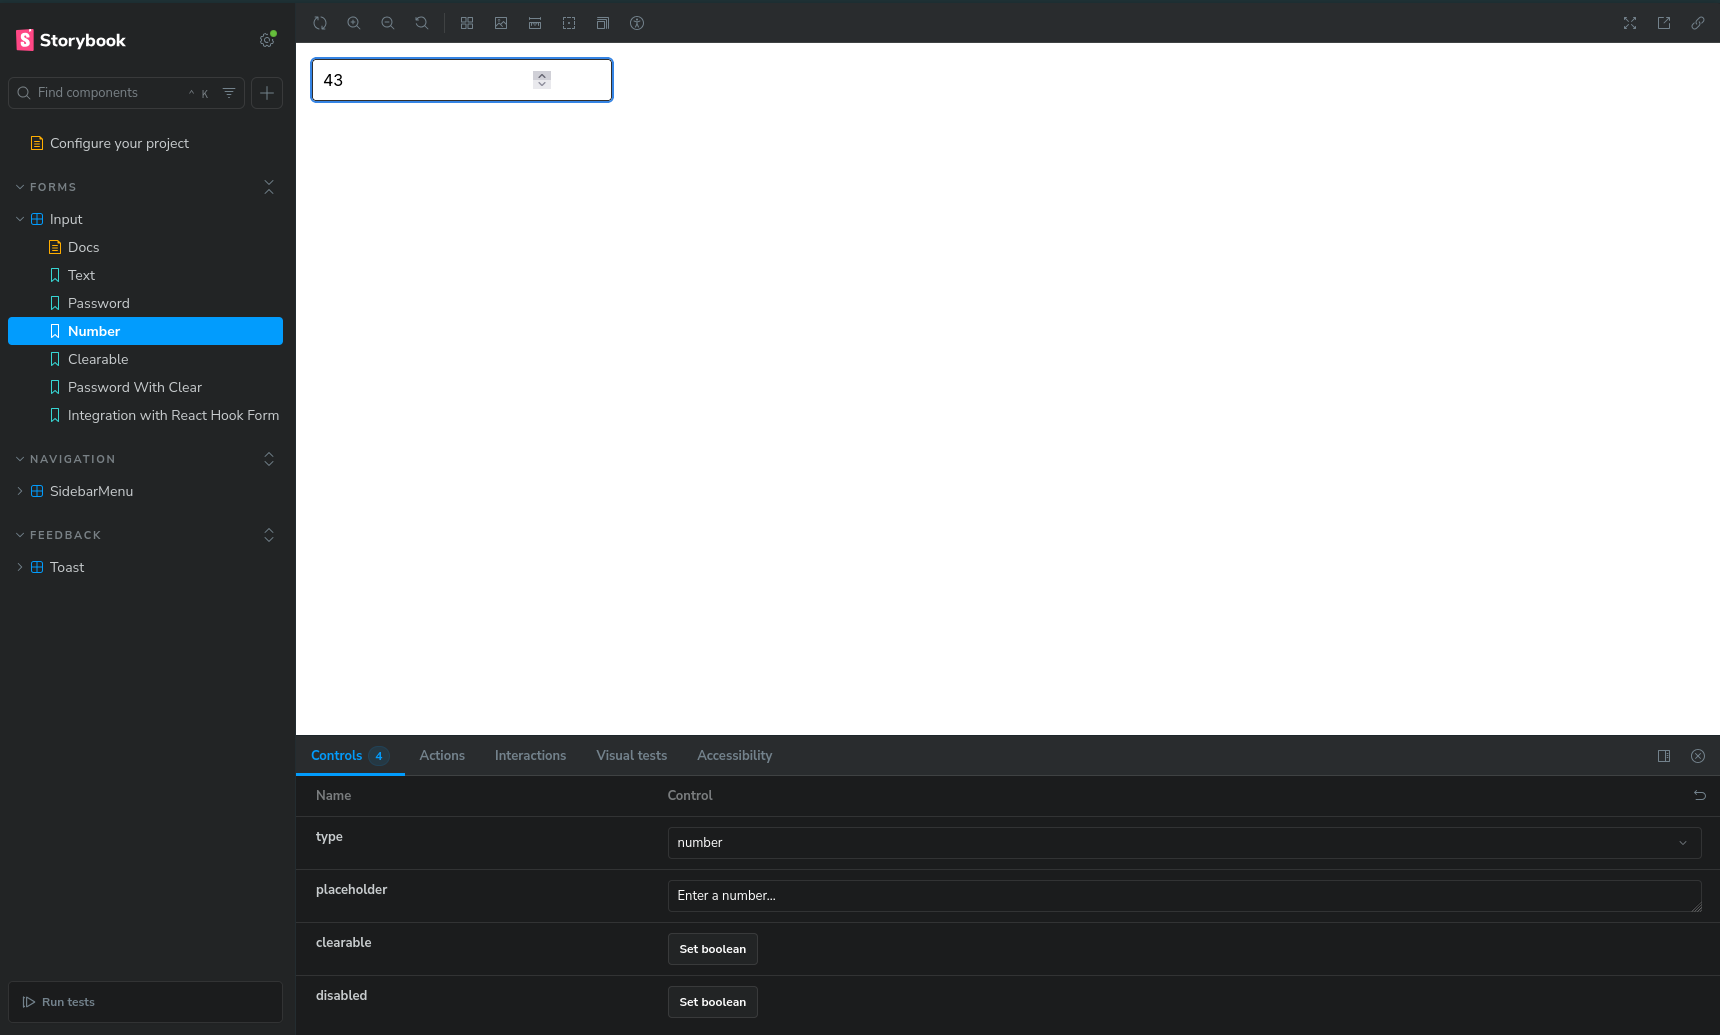 Storybook
Find components
^ K
Configure your project
FORMS
Input
Docs
Text
Password
Number
Clearable
Password With Clear
Integration with React Hook Form
NAVIGATION
SidebarMenu
FEEDBACK
Toast
Run tests
43
Controls 4 Actions Interactions Visual tests Accessibility
Name Control
type number
placeholder Enter a number...
clearable Set boolean
disabled Set boolean